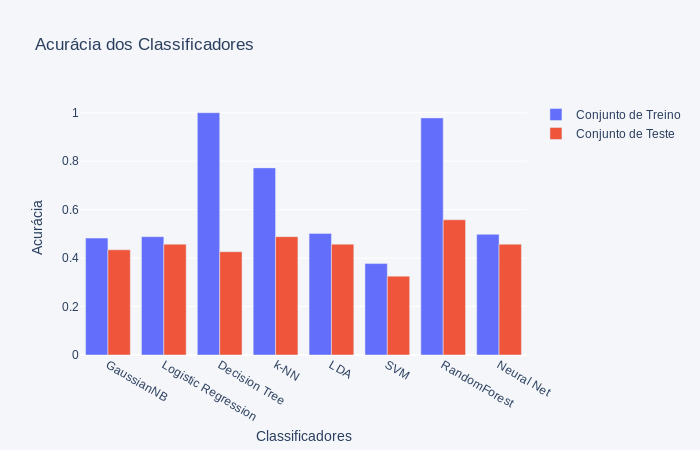 Acurácia dos Classificadores
Conjunto de Treino
Conjunto de Teste
Acurácia
1
0.8
0.6
0.4
0.2
0
GaussianNB
Logistic Regression
Decision Tree
k-NN
LDA
SVM
RandomForest
Neural Net
Classificadores